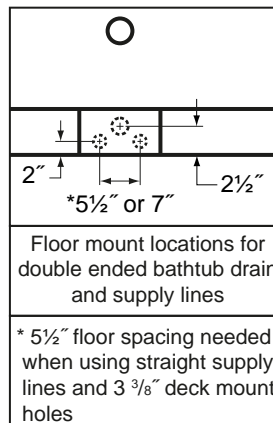 2″
2½″
*5½″ or 7″
Floor mount locations for
double ended bathtub drain
and supply lines
* 5½″ floor spacing needed
when using straight supply
lines and 3 ³/₈″ deck mount
holes